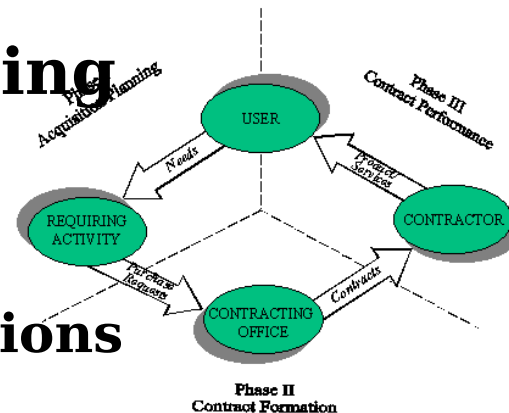 ing
Phase
Acquisition Planning
Phase III
Contract Performance
USER
Needs
Product/
Services
REQUIRING
ACTIVITY
CONTRACTOR
Purchase
Requests
Contracts
CONTRACTING
OFFICE
ions
Phase II
Contract Formation